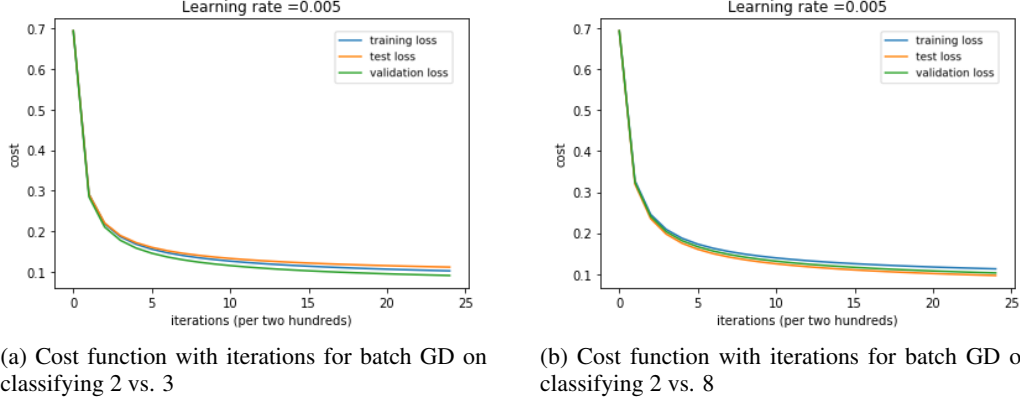 Learning rate =0.005
0.7
0.6
0.5
0.4
0.3
0.2
0.1
cost
training loss
test loss
validation loss
0 5 10 15 20 25
iterations (per two hundreds)
(a) Cost function with iterations for batch GD on
classifying 2 vs. 3
Learning rate =0.005
0.7
0.6
0.5
0.4
0.3
0.2
0.1
cost
training loss
test loss
validation loss
0 5 10 15 20 25
iterations (per two hundreds)
(b) Cost function with iterations for batch GD o
classifying 2 vs. 8